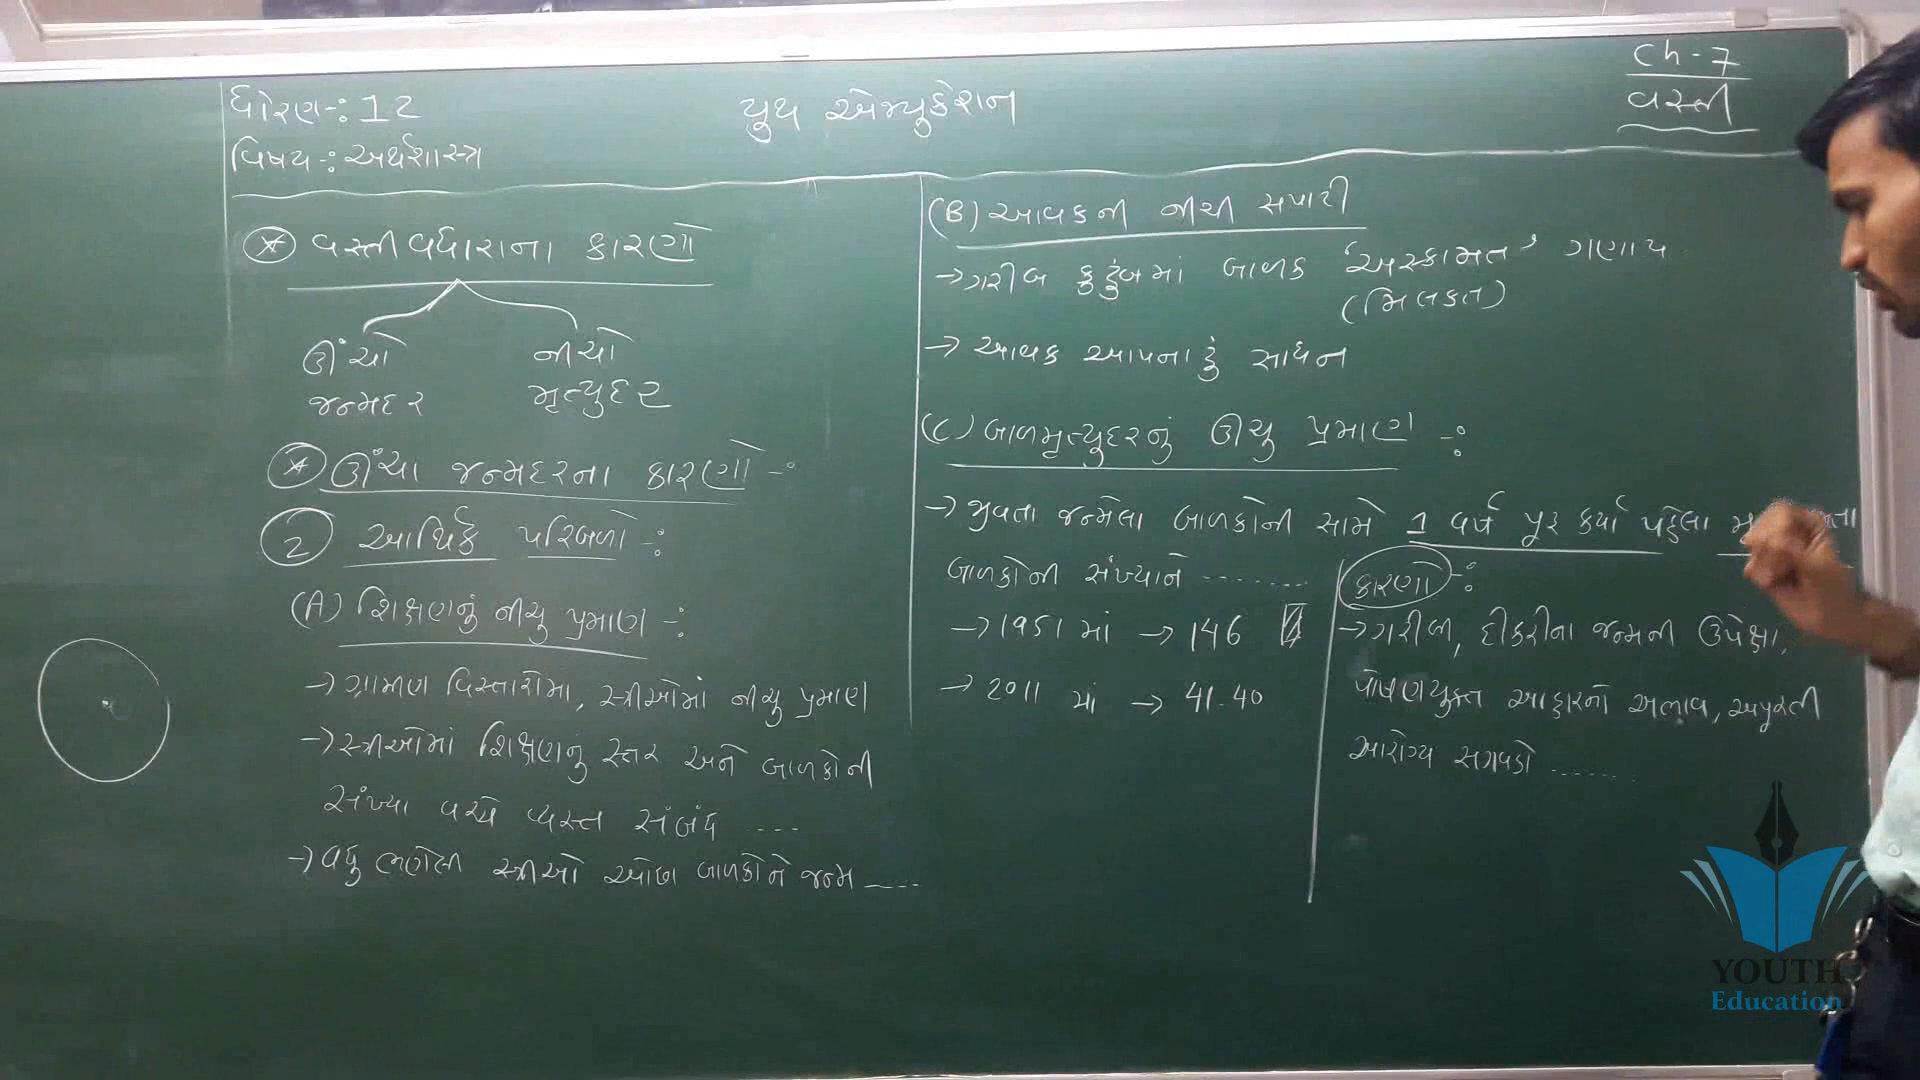 ધોરણ-: 12
વિષય-: અર્થશાસ્ત્ર
યુથ એજ્યુકેશન
Ch - 7
વસ્તી
* વસ્તીવધારાના કારણો
ઊંચો જન્મદર
નીચો મૃત્યુદર
* ઊંચા જન્મદરના કારણો -:
2 આર્થિક પરિબળો -:
(A) શિક્ષણનું નીચુ પ્રમાણ -:
→ ગ્રામીણ વિસ્તારોમા, સ્ત્રીઓમાં નીચુ પ્રમાણ
→ સ્ત્રીઓમાં શિક્ષણનું સ્તર અને બાળકોની
સંખ્યા વચ્ચે વ્યસ્ત સંબંધ ---
→ વધુ ભણેલી સ્ત્રીઓ ઓછા બાળકોને જન્મ ----
(B) આવકની નીચી સપાટી
→ ગરીબ કુટુંબમાં બાળક 'અસ્કામત' ગણાય
(મિલકત)
→ આવક આપનારું સાધન
(C) બાળમૃત્યુદરનું ઊચુ પ્રમાણ -:
→ જીવતા જન્મેલા બાળકોની સામે 1 વર્ષ પૂરૂ કર્યા પહેલા
બાળકોની સંખ્યાને --------
→ 1951 માં → 146
→ 2011 માં → 41.40
કારણો -:
→ ગરીબી, દીકરીના જન્મની ઉપેક્ષા,
પોષણયુક્ત આહારનો અભાવ, અપૂરતી
આરોગ્ય સગવડો ------
YOUTH
Education